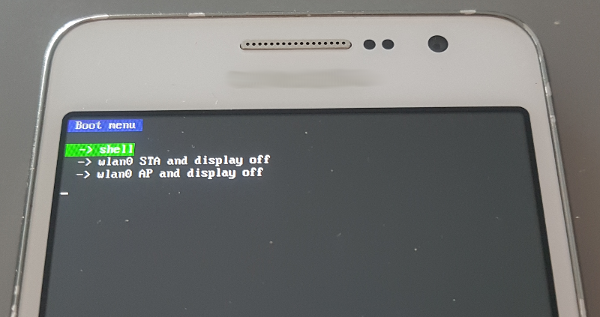 Boot menu
-> shell
-> wlan0 STA and display off
-> wlan0 AP and display off